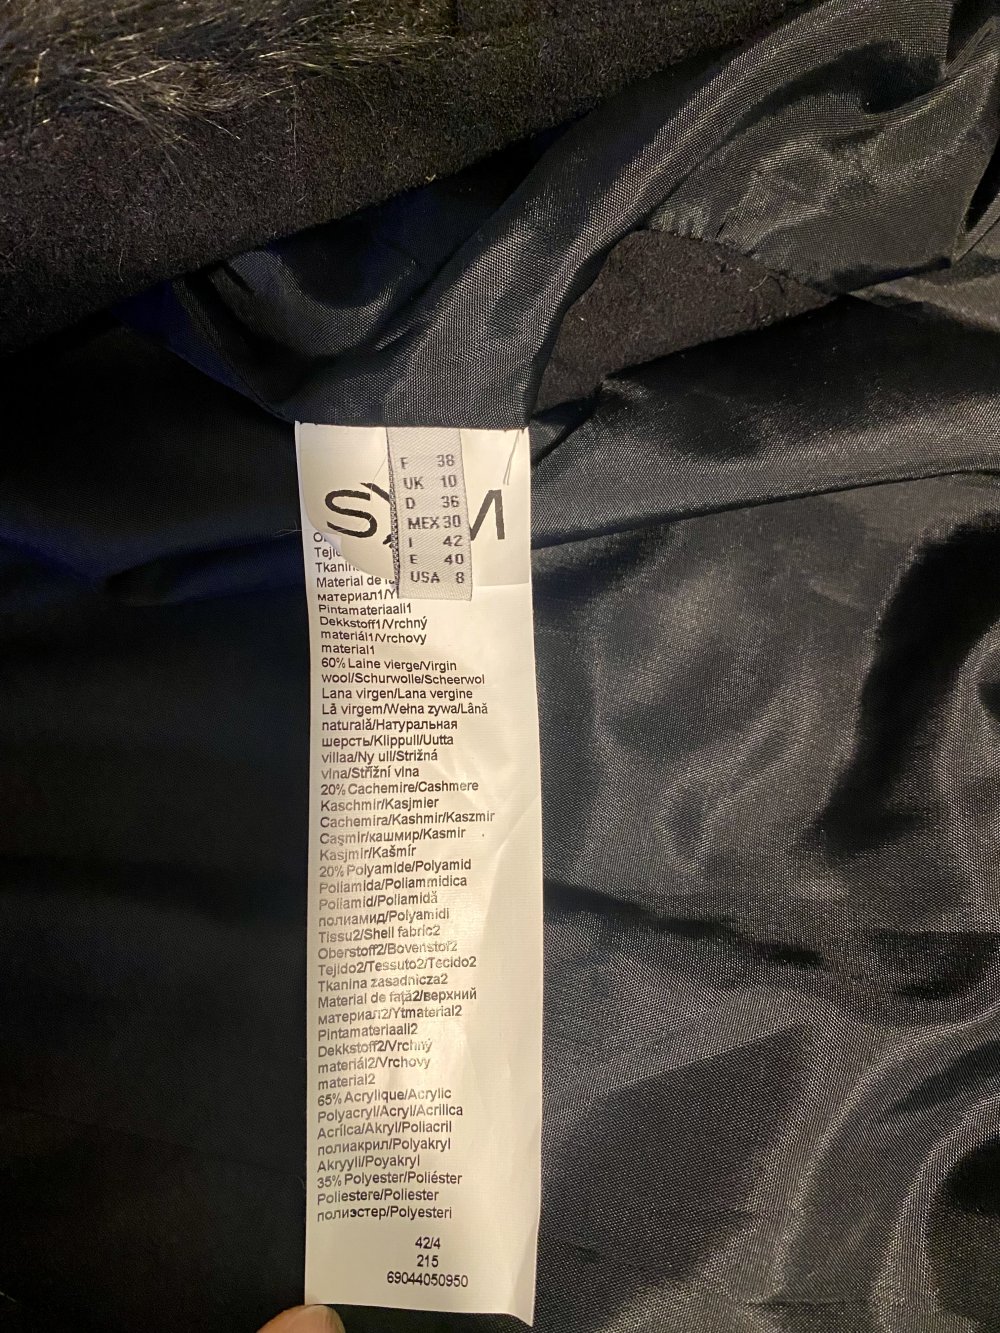 F 38
UK 10
D 36
MEX 30
I 42
E 40
USA 8
Material de
материал1/Y
Pintamateriaali1
Dekkstoff1/Vrchný
materiál1/Vrchovy
material1
60% Laine vierge/Virgin
wool/Schurwolle/Scheerwol
Lana virgen/Lana vergine
Lã virgem/Wełna zywa/Lână
naturală/Натуральная
шерсть/Klippull/Uutta
villaa/Ny ull/Strižná
vlna/Střížní vlna
20% Cachemire/Cashmere
Kaschmir/Kasjmier
Cachemira/Kashmir/Kaszmir
Caşmir/кашмир/Kasmir
Kasjmir/Kašmír
20% Polyamide/Polyamid
Poliamida/Poliammidica
Poliamid/Poliamidă
полиамид/Polyamidi
Tissu2/Shell fabric2
Oberstoff2/Bovenstof2
Tejido2/Tessuto2/Tecido2
Tkanina zasadnicza2
Material de faţă2/верхний
материал2/Ytmaterial2
Pintamateriaali2
Dekkstoff2/Vrchný
materiál2/Vrchovy
material2
65% Acrylique/Acrylic
Polyacryl/Acryl/Acrilica
Acrílca/Akryl/Poliacril
полиакрил/Polyakryl
Akryyli/Poyakryl
35% Polyester/Poliéster
Poliestere/Poliester
полиэстер/Polyesteri
42/4
215
69044050950